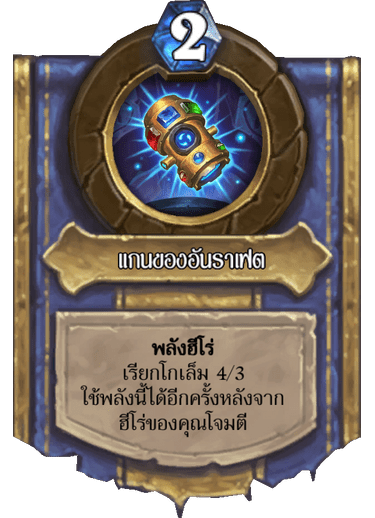 2
แกนของอันราเฟต
พลังฮีโร่
เรียกโกเล็ม 4/3
ใช้พลังนี้ได้อีกครั้งหลังจาก
ฮีโร่ของคุณโจมตี